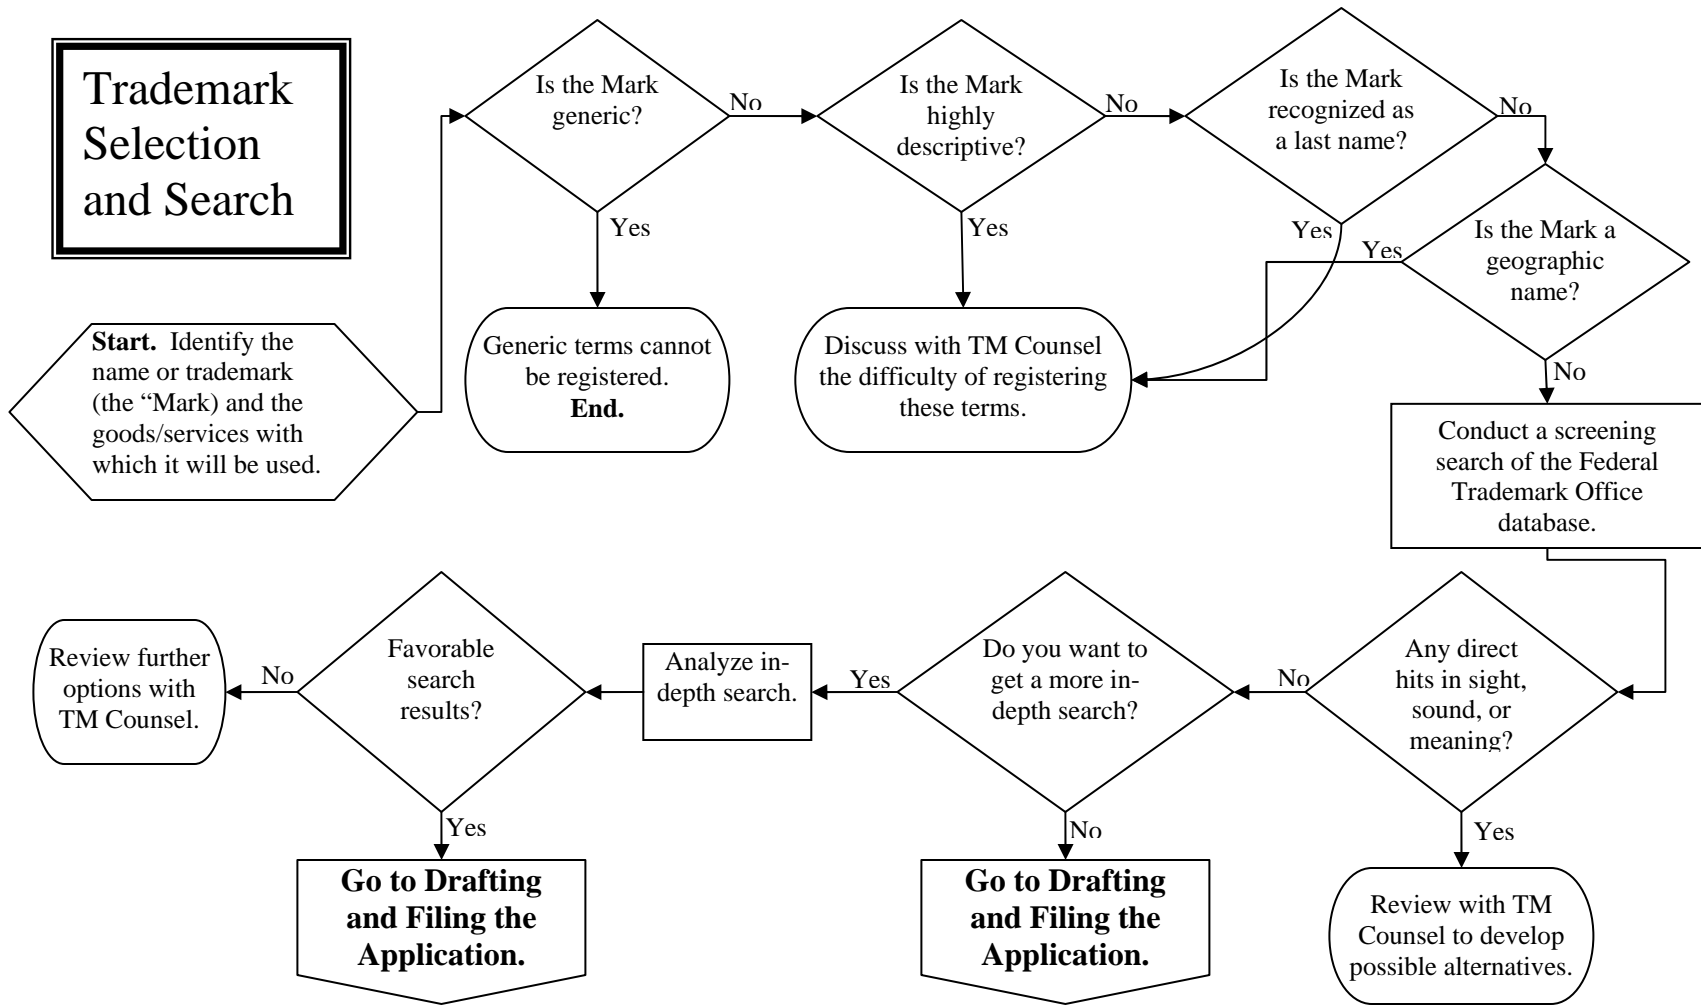 Trademark
Selection
and Search
Start. Identify the
name or trademark
(the “Mark) and the
goods/services with
which it will be used.
Is the Mark
generic?
No
Yes
Generic terms cannot
be registered.
End.
Is the Mark
highly
descriptive?
No
Yes
Discuss with TM Counsel
the difficulty of registering
these terms.
Is the Mark
recognized as
a last name?
No
Yes
Is the Mark a
geographic
name?
Yes
No
Conduct a screening
search of the Federal
Trademark Office
database.
Any direct
hits in sight,
sound, or
meaning?
No
Yes
Review with TM
Counsel to develop
possible alternatives.
Do you want to
get a more in-
depth search?
Yes
No
Go to Drafting
and Filing the
Application.
Analyze in-
depth search.
Favorable
search
results?
No
Yes
Review further
options with
TM Counsel.
Go to Drafting
and Filing the
Application.